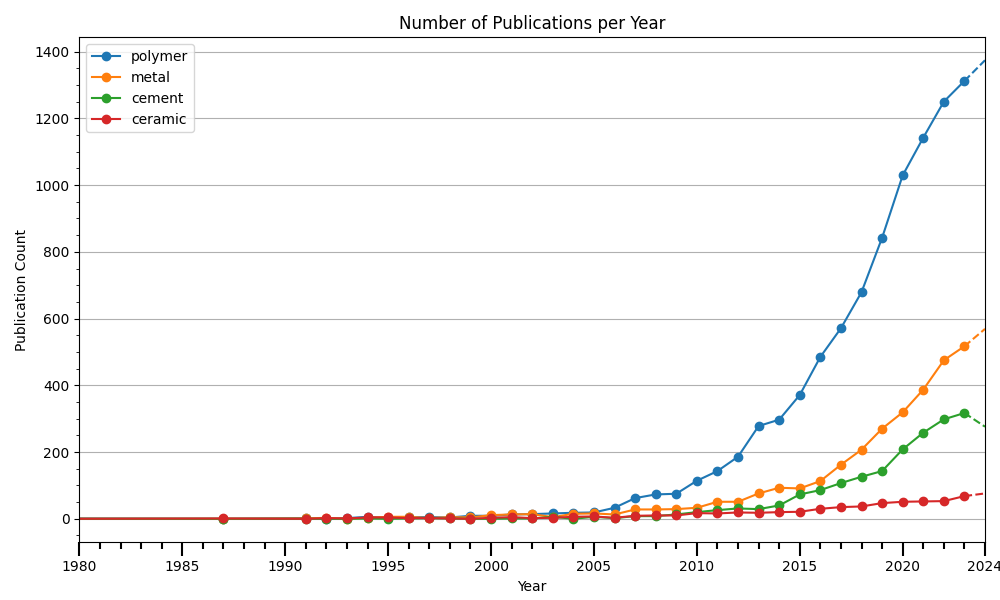 Number of Publications per Year
polymer
metal
cement
ceramic
1400
1200
1000
800
600
400
200
0
Publication Count
1980 1985 1990 1995 2000 2005 2010 2015 2020 2024
Year